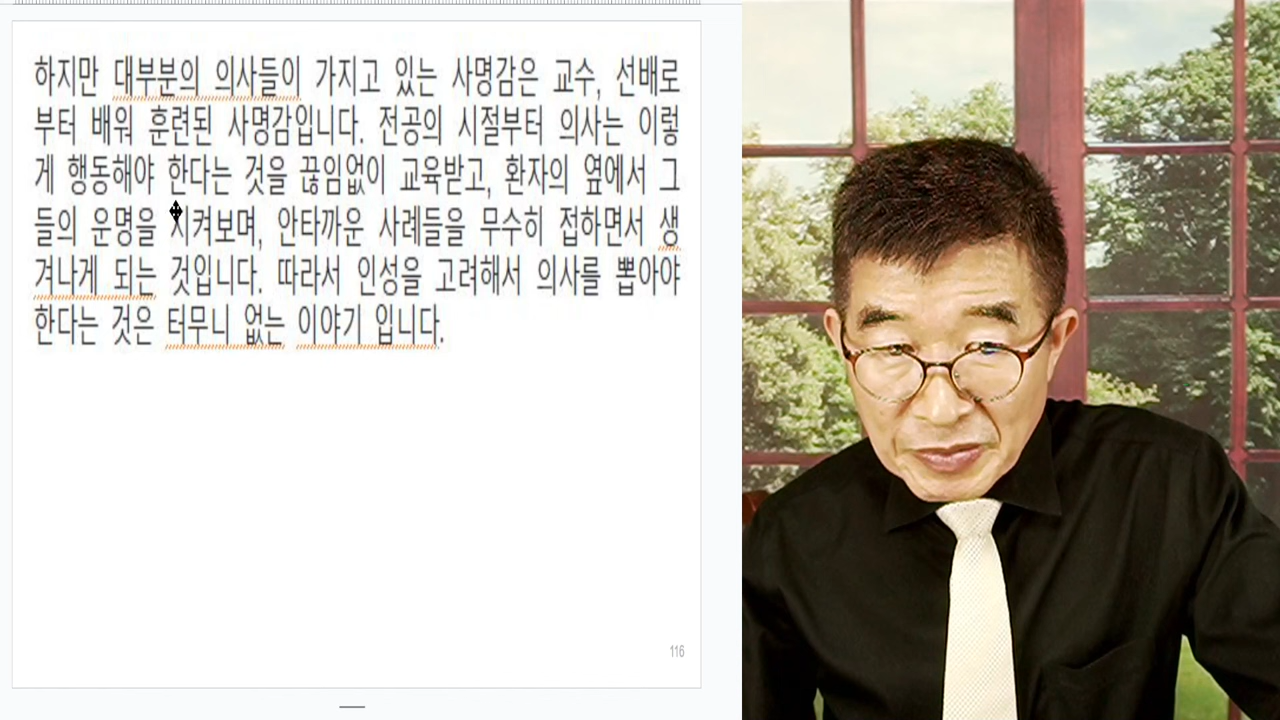 하지만 대부분의 의사들이 가지고 있는 사명감은 교수, 선배로
부터 배워 훈련된 사명감입니다. 전공의 시절부터 의사는 이렇
게 행동해야 한다는 것을 끊임없이 교육받고, 환자의 옆에서 그
들의 운명을 지켜보며, 안타까운 사례들을 무수히 접하면서 생
겨나게 되는 것입니다. 따라서 인성을 고려해서 의사를 뽑아야
한다는 것은 터무니 없는 이야기 입니다.
116